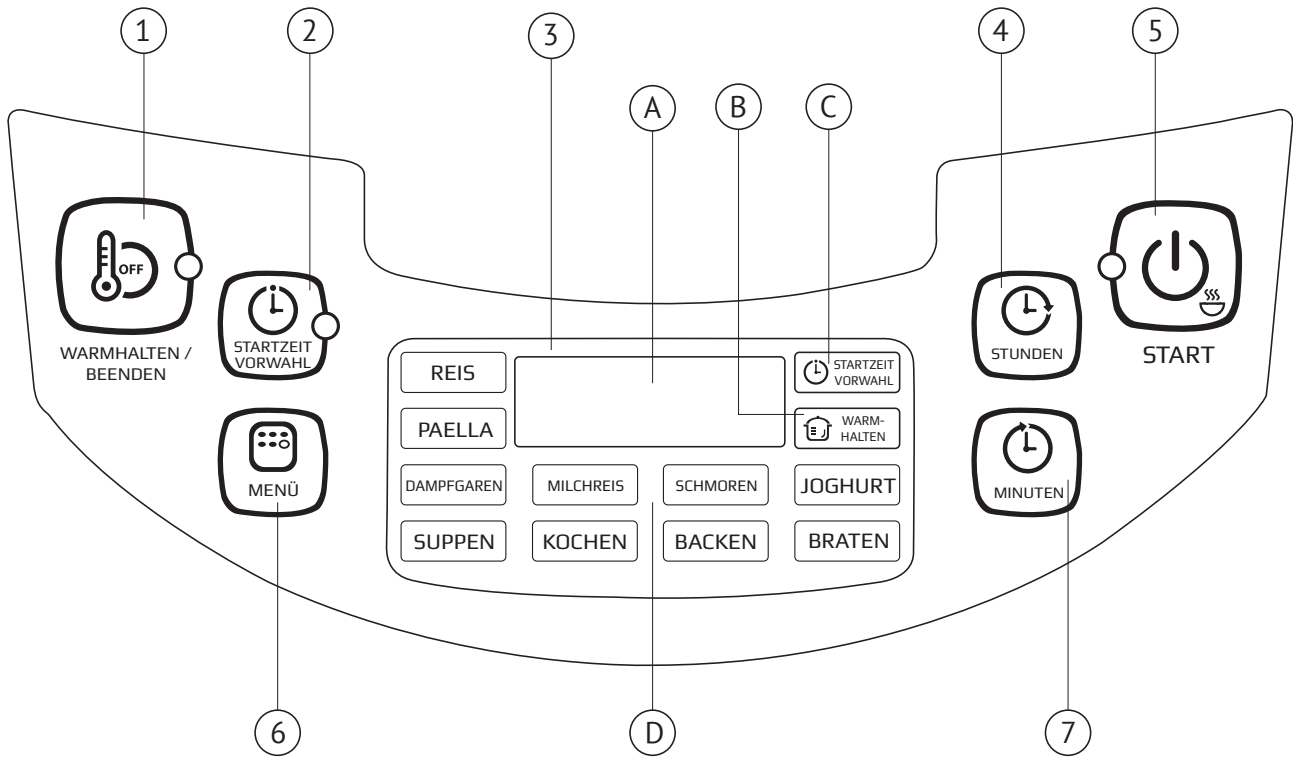 1
2
3
4
5
A
B
C
OFF
WARMHALTEN /
BEENDEN
STARTZEIT
VORWAHL
MENÜ
REIS
STARTZEIT
VORWAHL
PAELLA
WARM-
HALTEN
DAMPFGAREN
MILCHREIS
SCHMOREN
JOGHURT
SUPPEN
KOCHEN
BACKEN
BRATEN
STUNDEN
START
MINUTEN
6
D
7